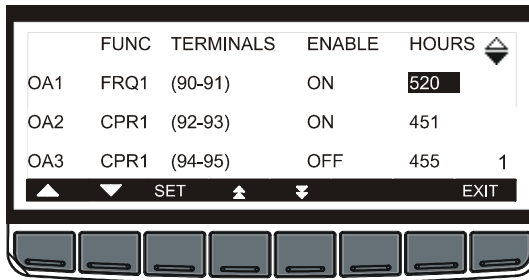 FUNC TERMINALS ENABLE HOURS
OA1 FRQ1 (90-91) ON 520
OA2 CPR1 (92-93) ON 451
OA3 CPR1 (94-95) OFF 455 1
SET EXIT